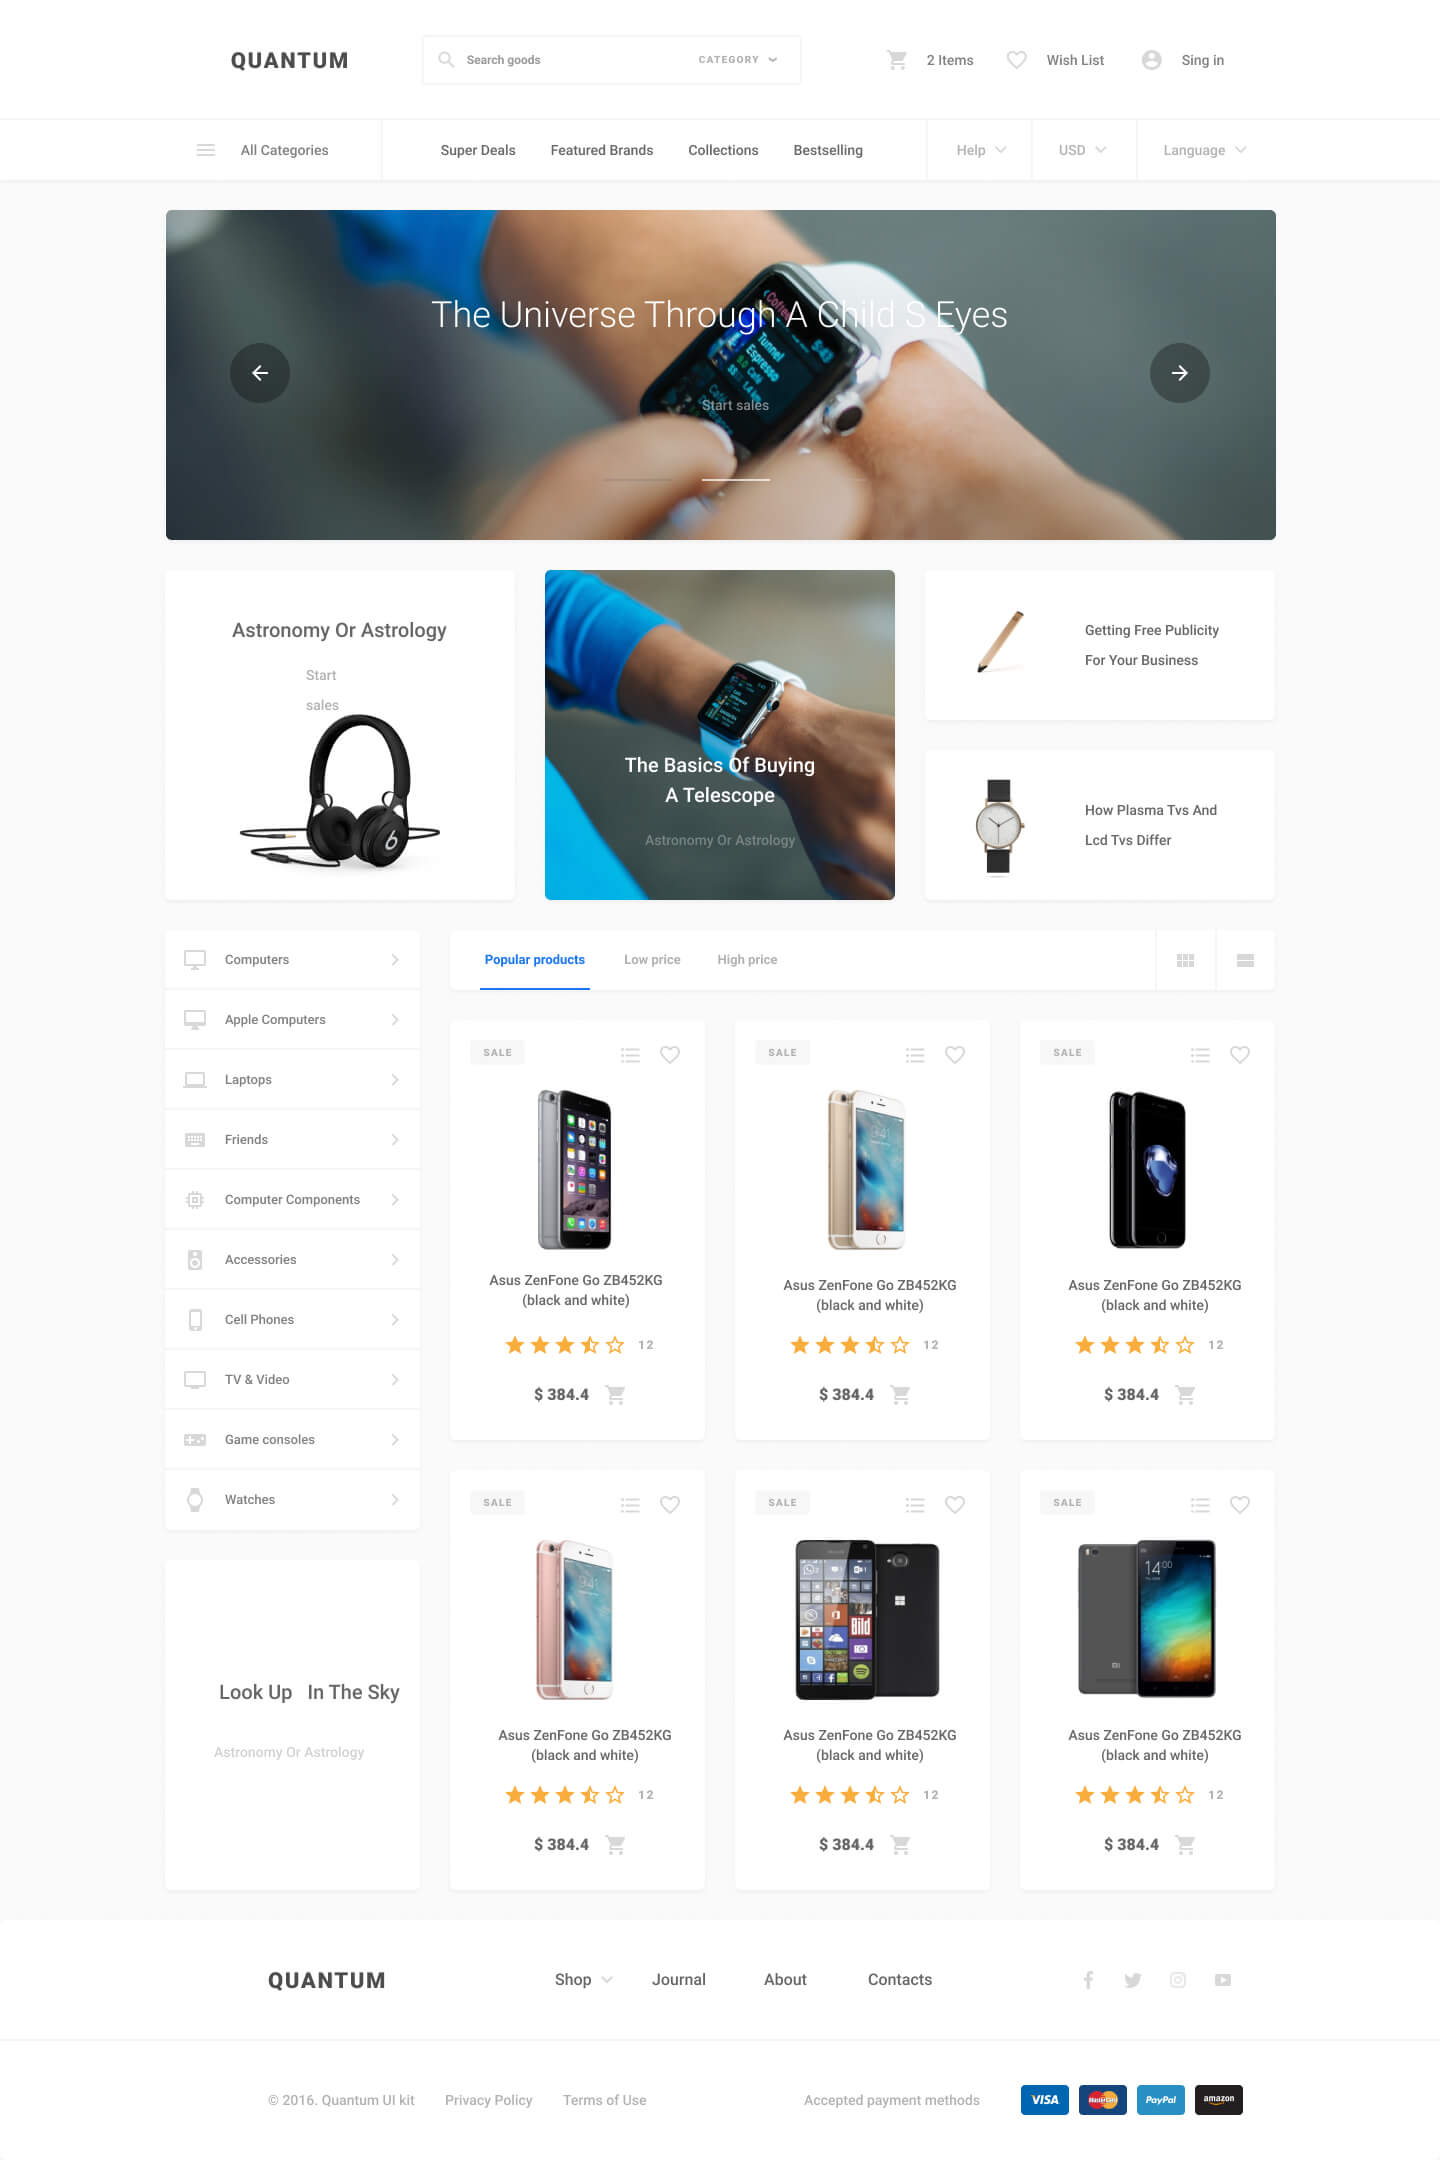 QUANTUM
Search goods
CATEGORY
2 Items
Wish List
Sing in
All Categories
Super Deals
Featured Brands
Collections
Bestselling
Help
USD
Language
The Universe Through A Child S Eyes
Start sales
Astronomy Or Astrology
Start
sales
The Basics Of Buying
A Telescope
Astronomy Or Astrology
Getting Free Publicity
For Your Business
How Plasma Tvs And
Lcd Tvs Differ
Computers
Apple Computers
Laptops
Friends
Computer Components
Accessories
Cell Phones
TV & Video
Game consoles
Watches
Look Up In The Sky
Astronomy Or Astrology
Popular products
Low price
High price
SALE
Asus ZenFone Go ZB452KG
(black and white)
12
$ 384.4
SALE
Asus ZenFone Go ZB452KG
(black and white)
12
$ 384.4
SALE
Asus ZenFone Go ZB452KG
(black and white)
12
$ 384.4
SALE
Asus ZenFone Go ZB452KG
(black and white)
12
$ 384.4
SALE
Bild
Asus ZenFone Go ZB452KG
(black and white)
12
$ 384.4
SALE
14:00
Asus ZenFone Go ZB452KG
(black and white)
12
$ 384.4
QUANTUM
Shop
Journal
About
Contacts
© 2016. Quantum UI kit
Privacy Policy
Terms of Use
Accepted payment methods
VISA
MasterCard
PayPal
amazon